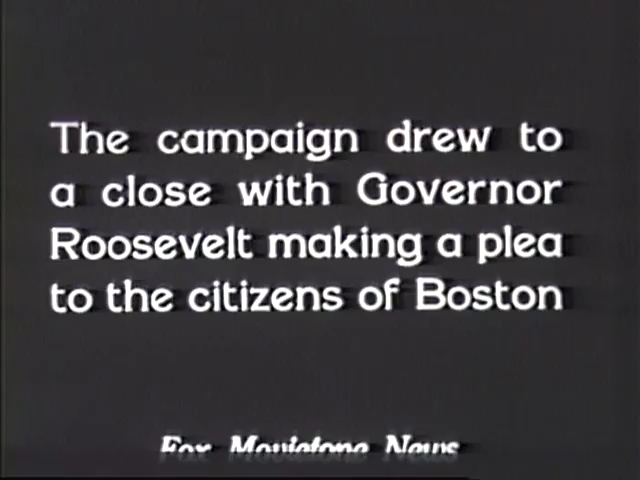 The campaign drew to
a close with Governor
Roosevelt making a plea
to the citizens of Boston
Fox Movietone News